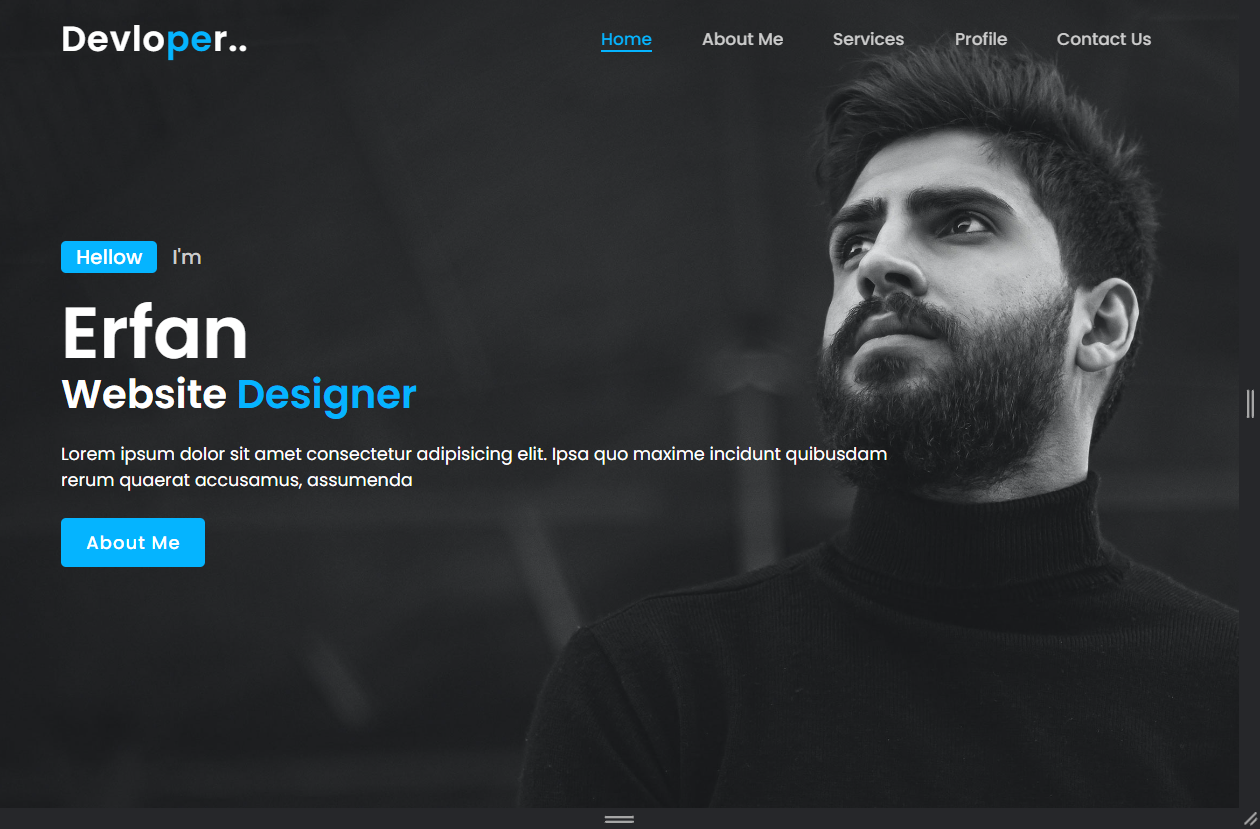 Devloper..
Home About Me Services Profile Contact Us
Hellow I'm
Erfan
Website Designer
Lorem ipsum dolor sit amet consectetur adipisicing elit. Ipsa quo maxime incidunt quibusdam
rerum quaerat accusamus, assumenda
About Me